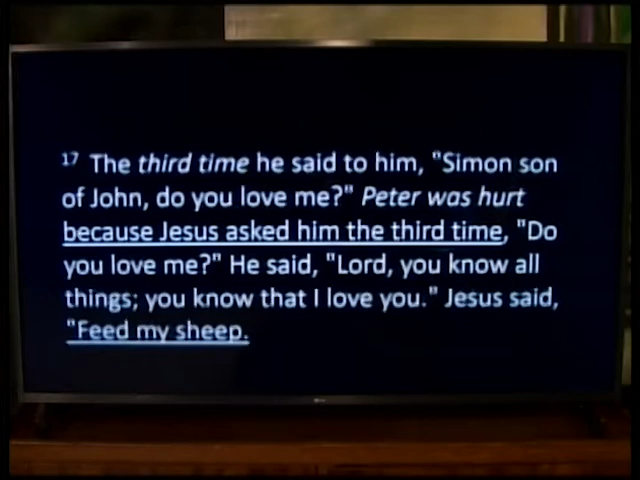 17 The third time he said to him, "Simon son
of John, do you love me?" Peter was hurt
because Jesus asked him the third time, "Do
you love me?" He said, "Lord, you know all
things; you know that I love you." Jesus said,
"Feed my sheep.